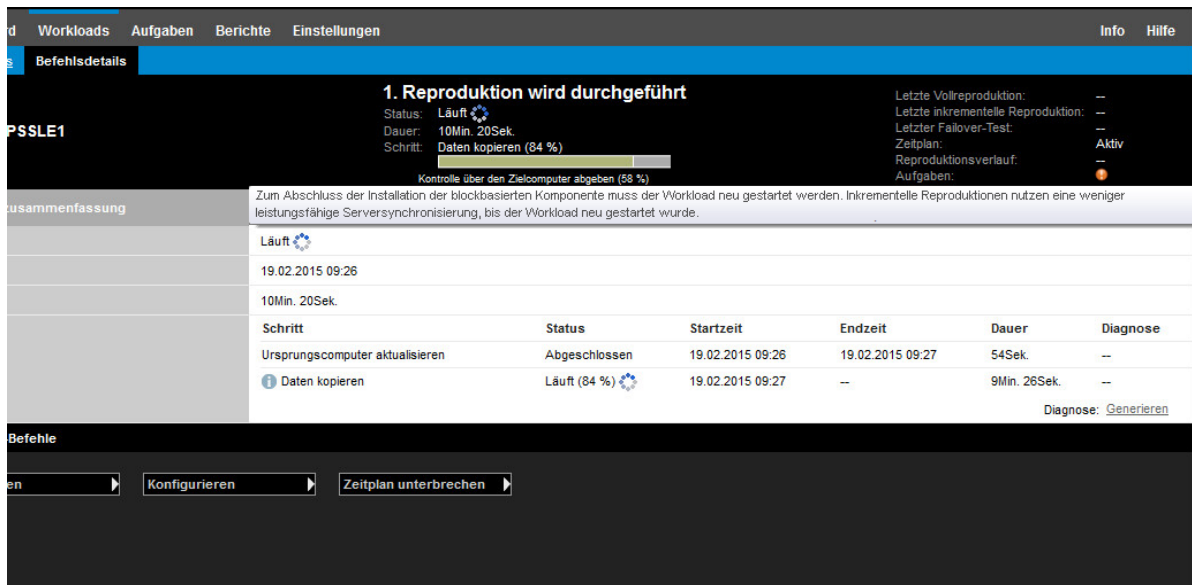 Workloads Aufgaben Berichte Einstellungen Info Hilfe
Befehlsdetails
1. Reproduktion wird durchgeführt
Status: Läuft
Dauer: 10Min. 20Sek.
Schritt: Daten kopieren (84 %)
Kontrolle über den Zielcomputer abgeben (58 %)
PSSLE1
Letzte Vollreproduktion: --
Letzte inkrementelle Reproduktion: --
Letzter Failover-Test: --
Zeitplan: Aktiv
Reproduktionsverlauf: --
Aufgaben:
Zum Abschluss der Installation der blockbasierten Komponente muss der Workload neu gestartet werden. Inkrementelle Reproduktionen nutzen eine weniger
leistungsfähige Serversynchronisierung, bis der Workload neu gestartet wurde.
zusammenfassung
Läuft
19.02.2015 09:26
10Min. 20Sek.
Schritt Status Startzeit Endzeit Dauer Diagnose
Ursprungscomputer aktualisieren Abgeschlossen 19.02.2015 09:26 19.02.2015 09:27 54Sek. --
Daten kopieren Läuft (84 %) 19.02.2015 09:27 -- 9Min. 26Sek. --
Diagnose: Generieren
-Befehle
en Konfigurieren Zeitplan unterbrechen